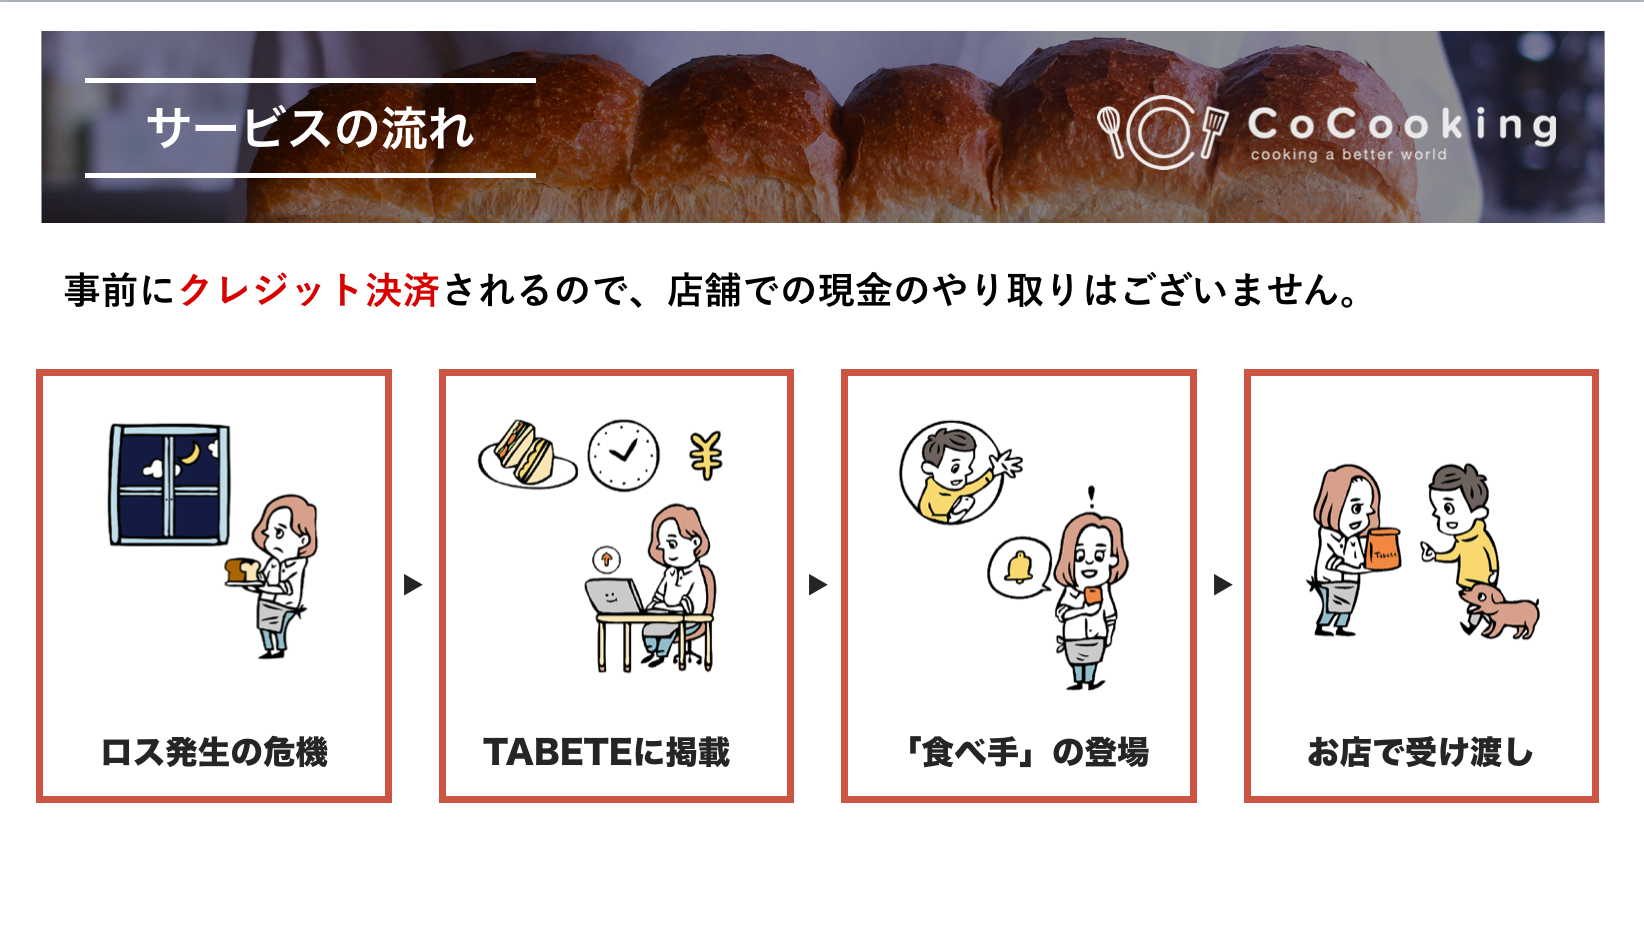 サービスの流れ
CoCooking
cooking a better world
事前にクレジット決済されるので、店舗での現金のやり取りはございません。
¥
!
Tabete
ロス発生の危機
TABETEに掲載
「食べ手」の登場
お店で受け渡し